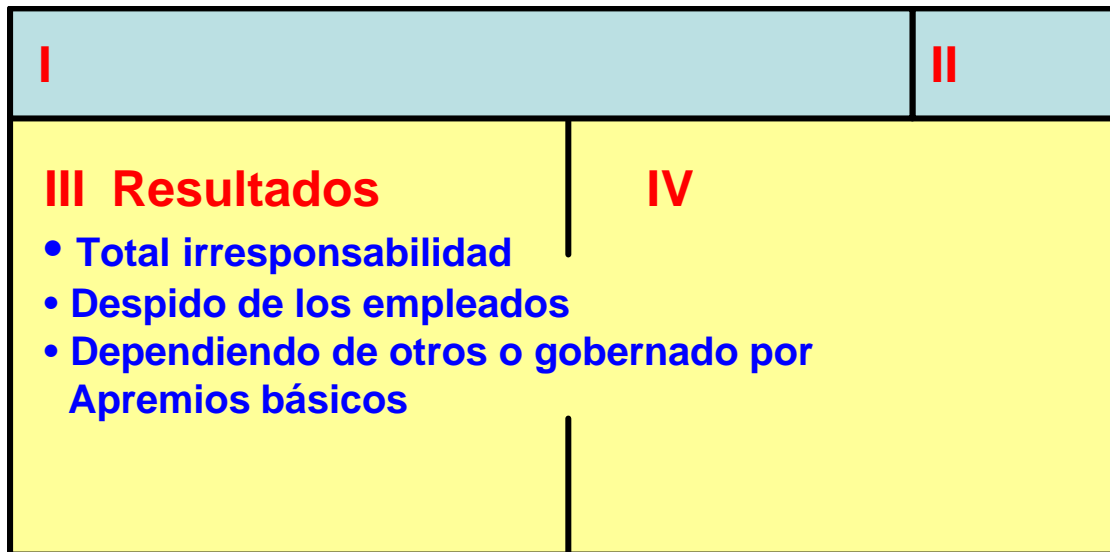 I
II
III Resultados
IV
• Total irresponsabilidad
• Despido de los empleados
• Dependiendo de otros o gobernado por
Apremios básicos